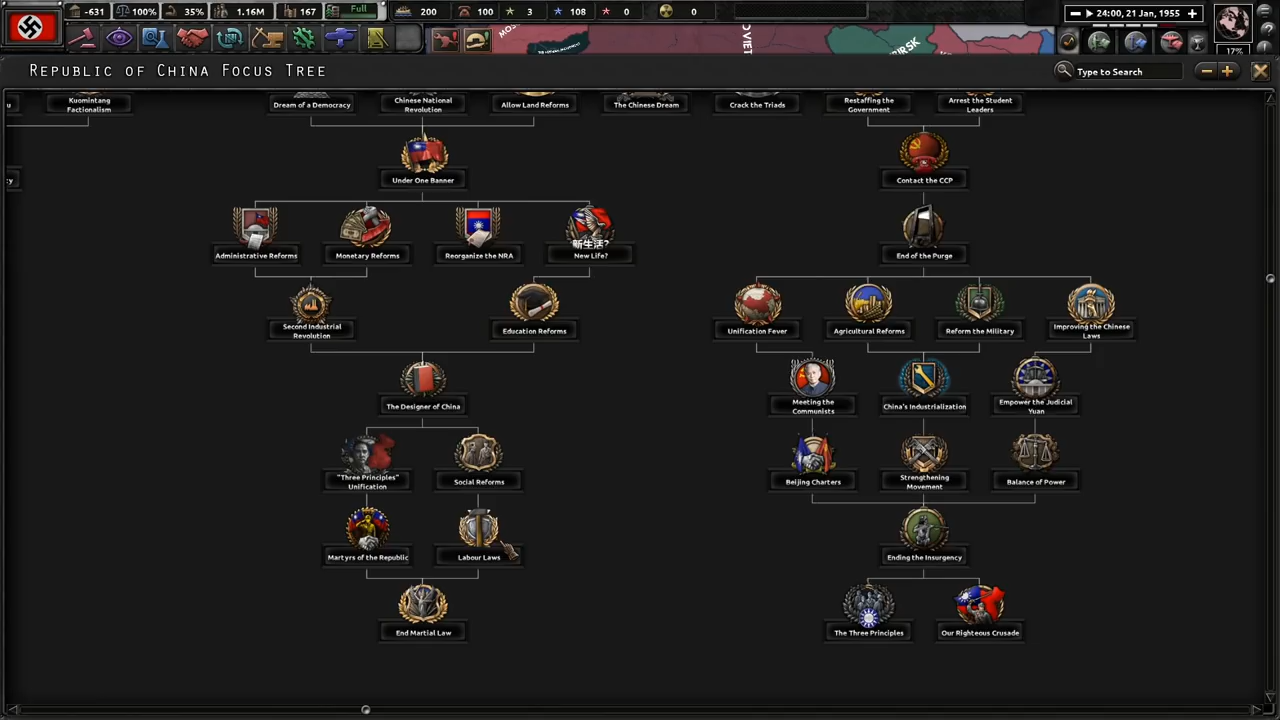 -631
100%
35%
1.16M
167
Full
200
100
3
108
0
0
24:00, 21 Jan, 1955
17%
MOS
SOVIET
BIRSK
Republic of China Focus Tree
Type to Search
u
Kuomintang
Factionalism
Dream of a Democracy
Chinese National
Revolution
Allow Land Reforms
The Chinese Dream
Crack the Triads
Restaffing the
Government
Arrest the Student
Leaders
cy
Under One Banner
Contact the CCP
新生活?
Administrative Reforms
Monetary Reforms
Reorganize the NRA
New Life?
End of the Purge
Second Industrial
Revolution
Education Reforms
Unification Fever
Agricultural Reforms
Reform the Military
Improving the Chinese
Laws
The Designer of China
Meeting the
Communists
China's Industrialization
Empower the Judicial
Yuan
"Three Principles"
Unification
Social Reforms
Beijing Charters
Strengthening
Movement
Balance of Power
Martyrs of the Republic
Labour Laws
Ending the Insurgency
End Martial Law
The Three Principles
Our Righteous Crusade